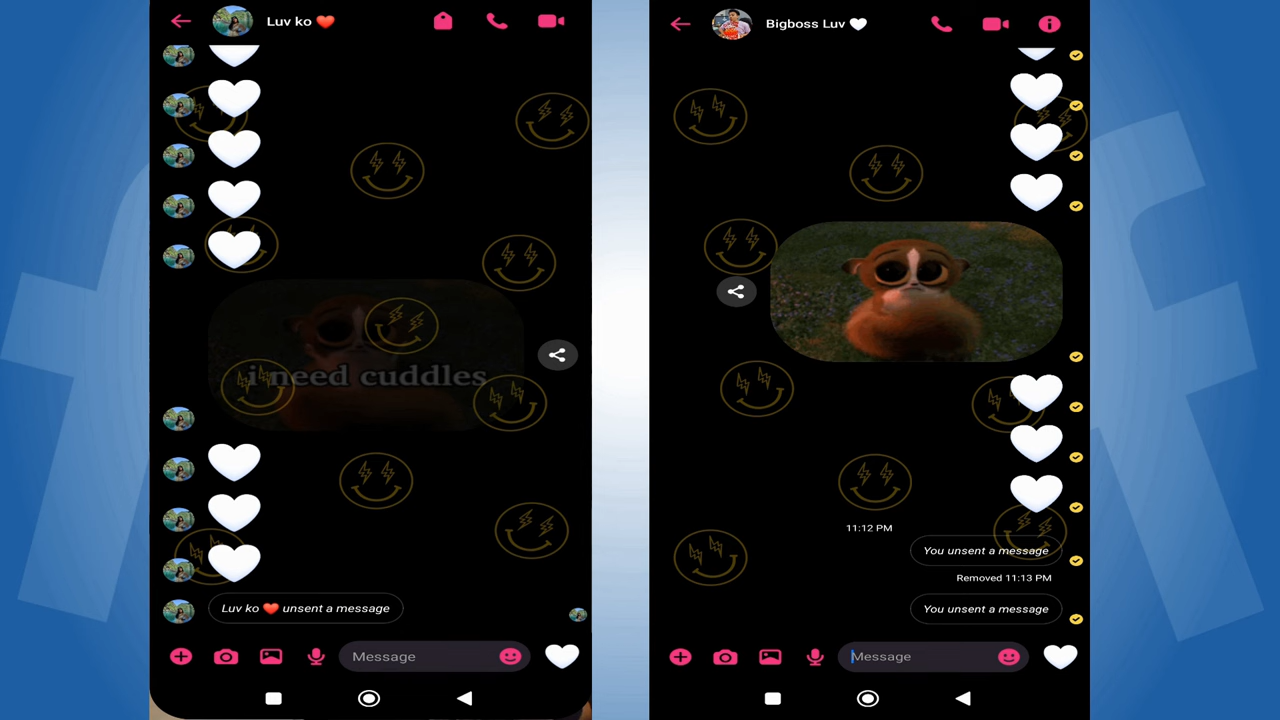 Luv ko ❤️
i need cuddles
Luv ko ❤️ unsent a message
Message
Bigboss Luv 🤍
11:12 PM
You unsent a message
Removed 11:13 PM
You unsent a message
Message